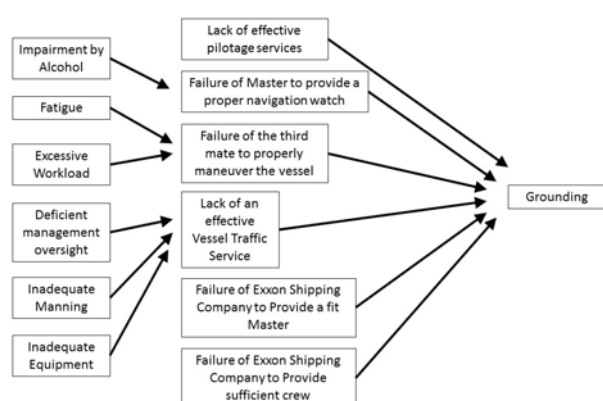 Impairment by
Alcohol
Fatigue
Excessive
Workload
Deficient
management
oversight
Inadequate
Manning
Inadequate
Equipment
Lack of effective
pilotage services
Failure of Master to provide a
proper navigation watch
Failure of the third
mate to properly
maneuver the vessel
Lack of an
effective
Vessel Traffic
Service
Failure of Exxon Shipping
Company to Provide a fit
Master
Failure of Exxon Shipping
Company to Provide
sufficient crew
Grounding